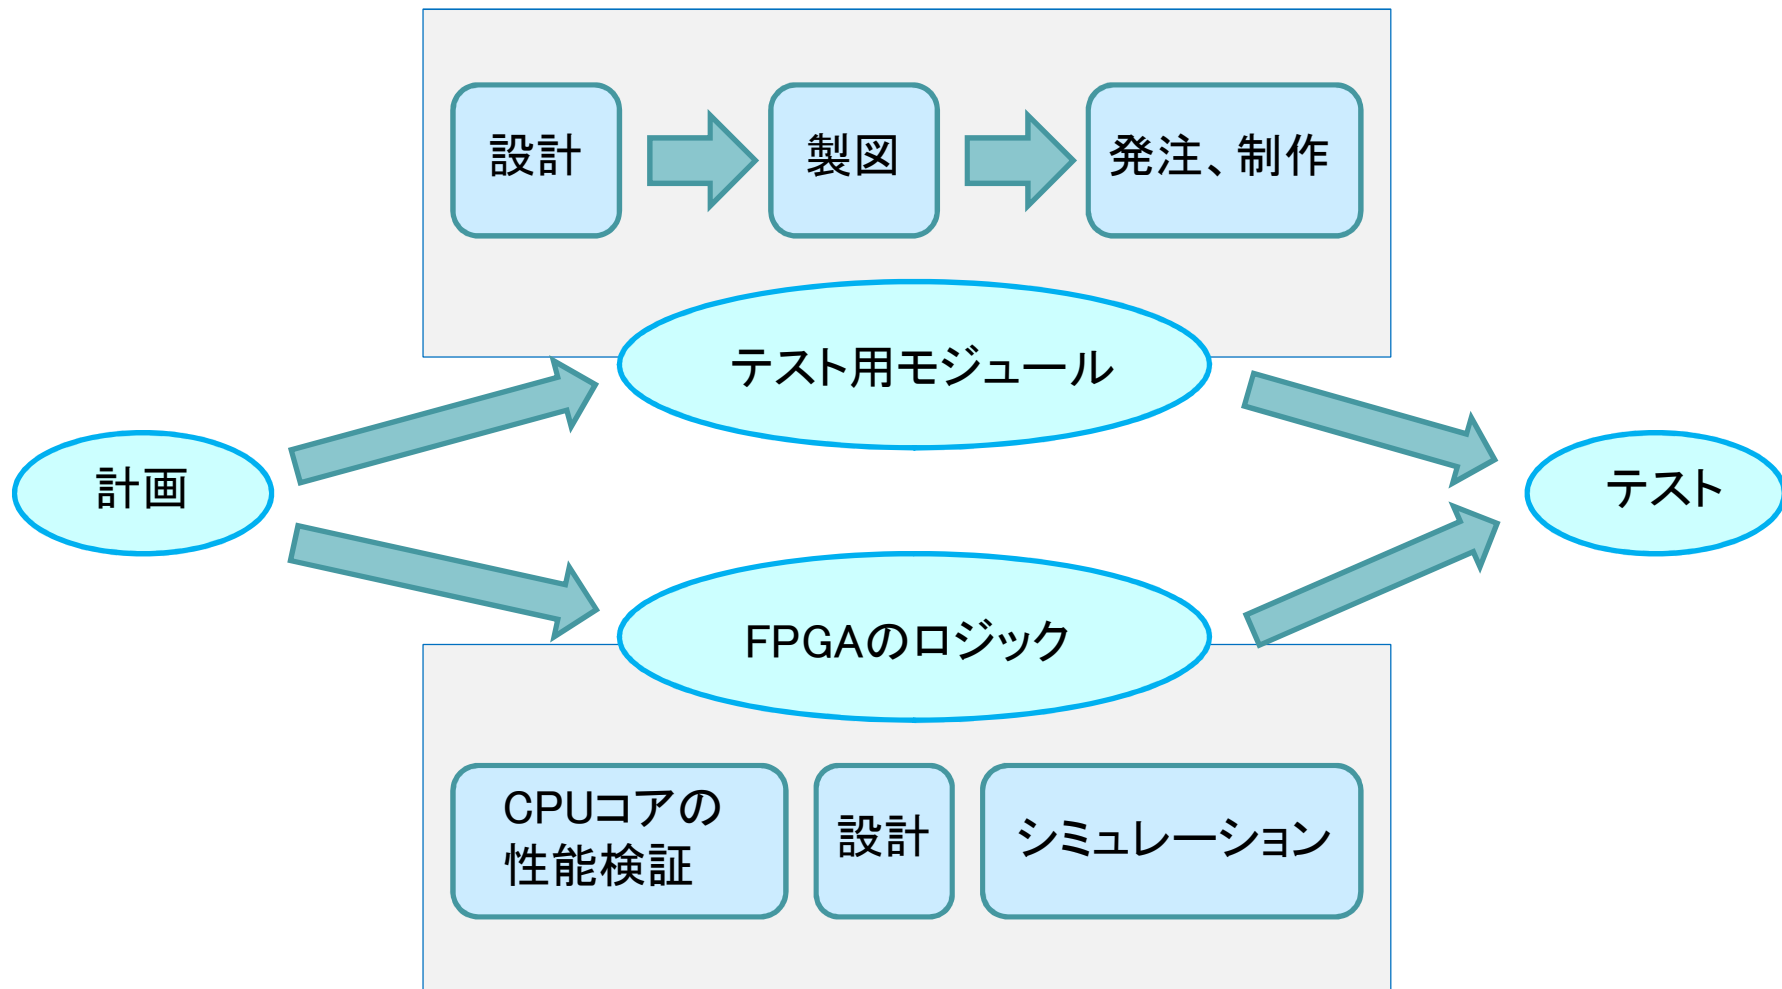 設計
製図
発注、制作
テスト用モジュール
計画
テスト
FPGAのロジック
CPUコアの
性能検証
設計
シミュレーション